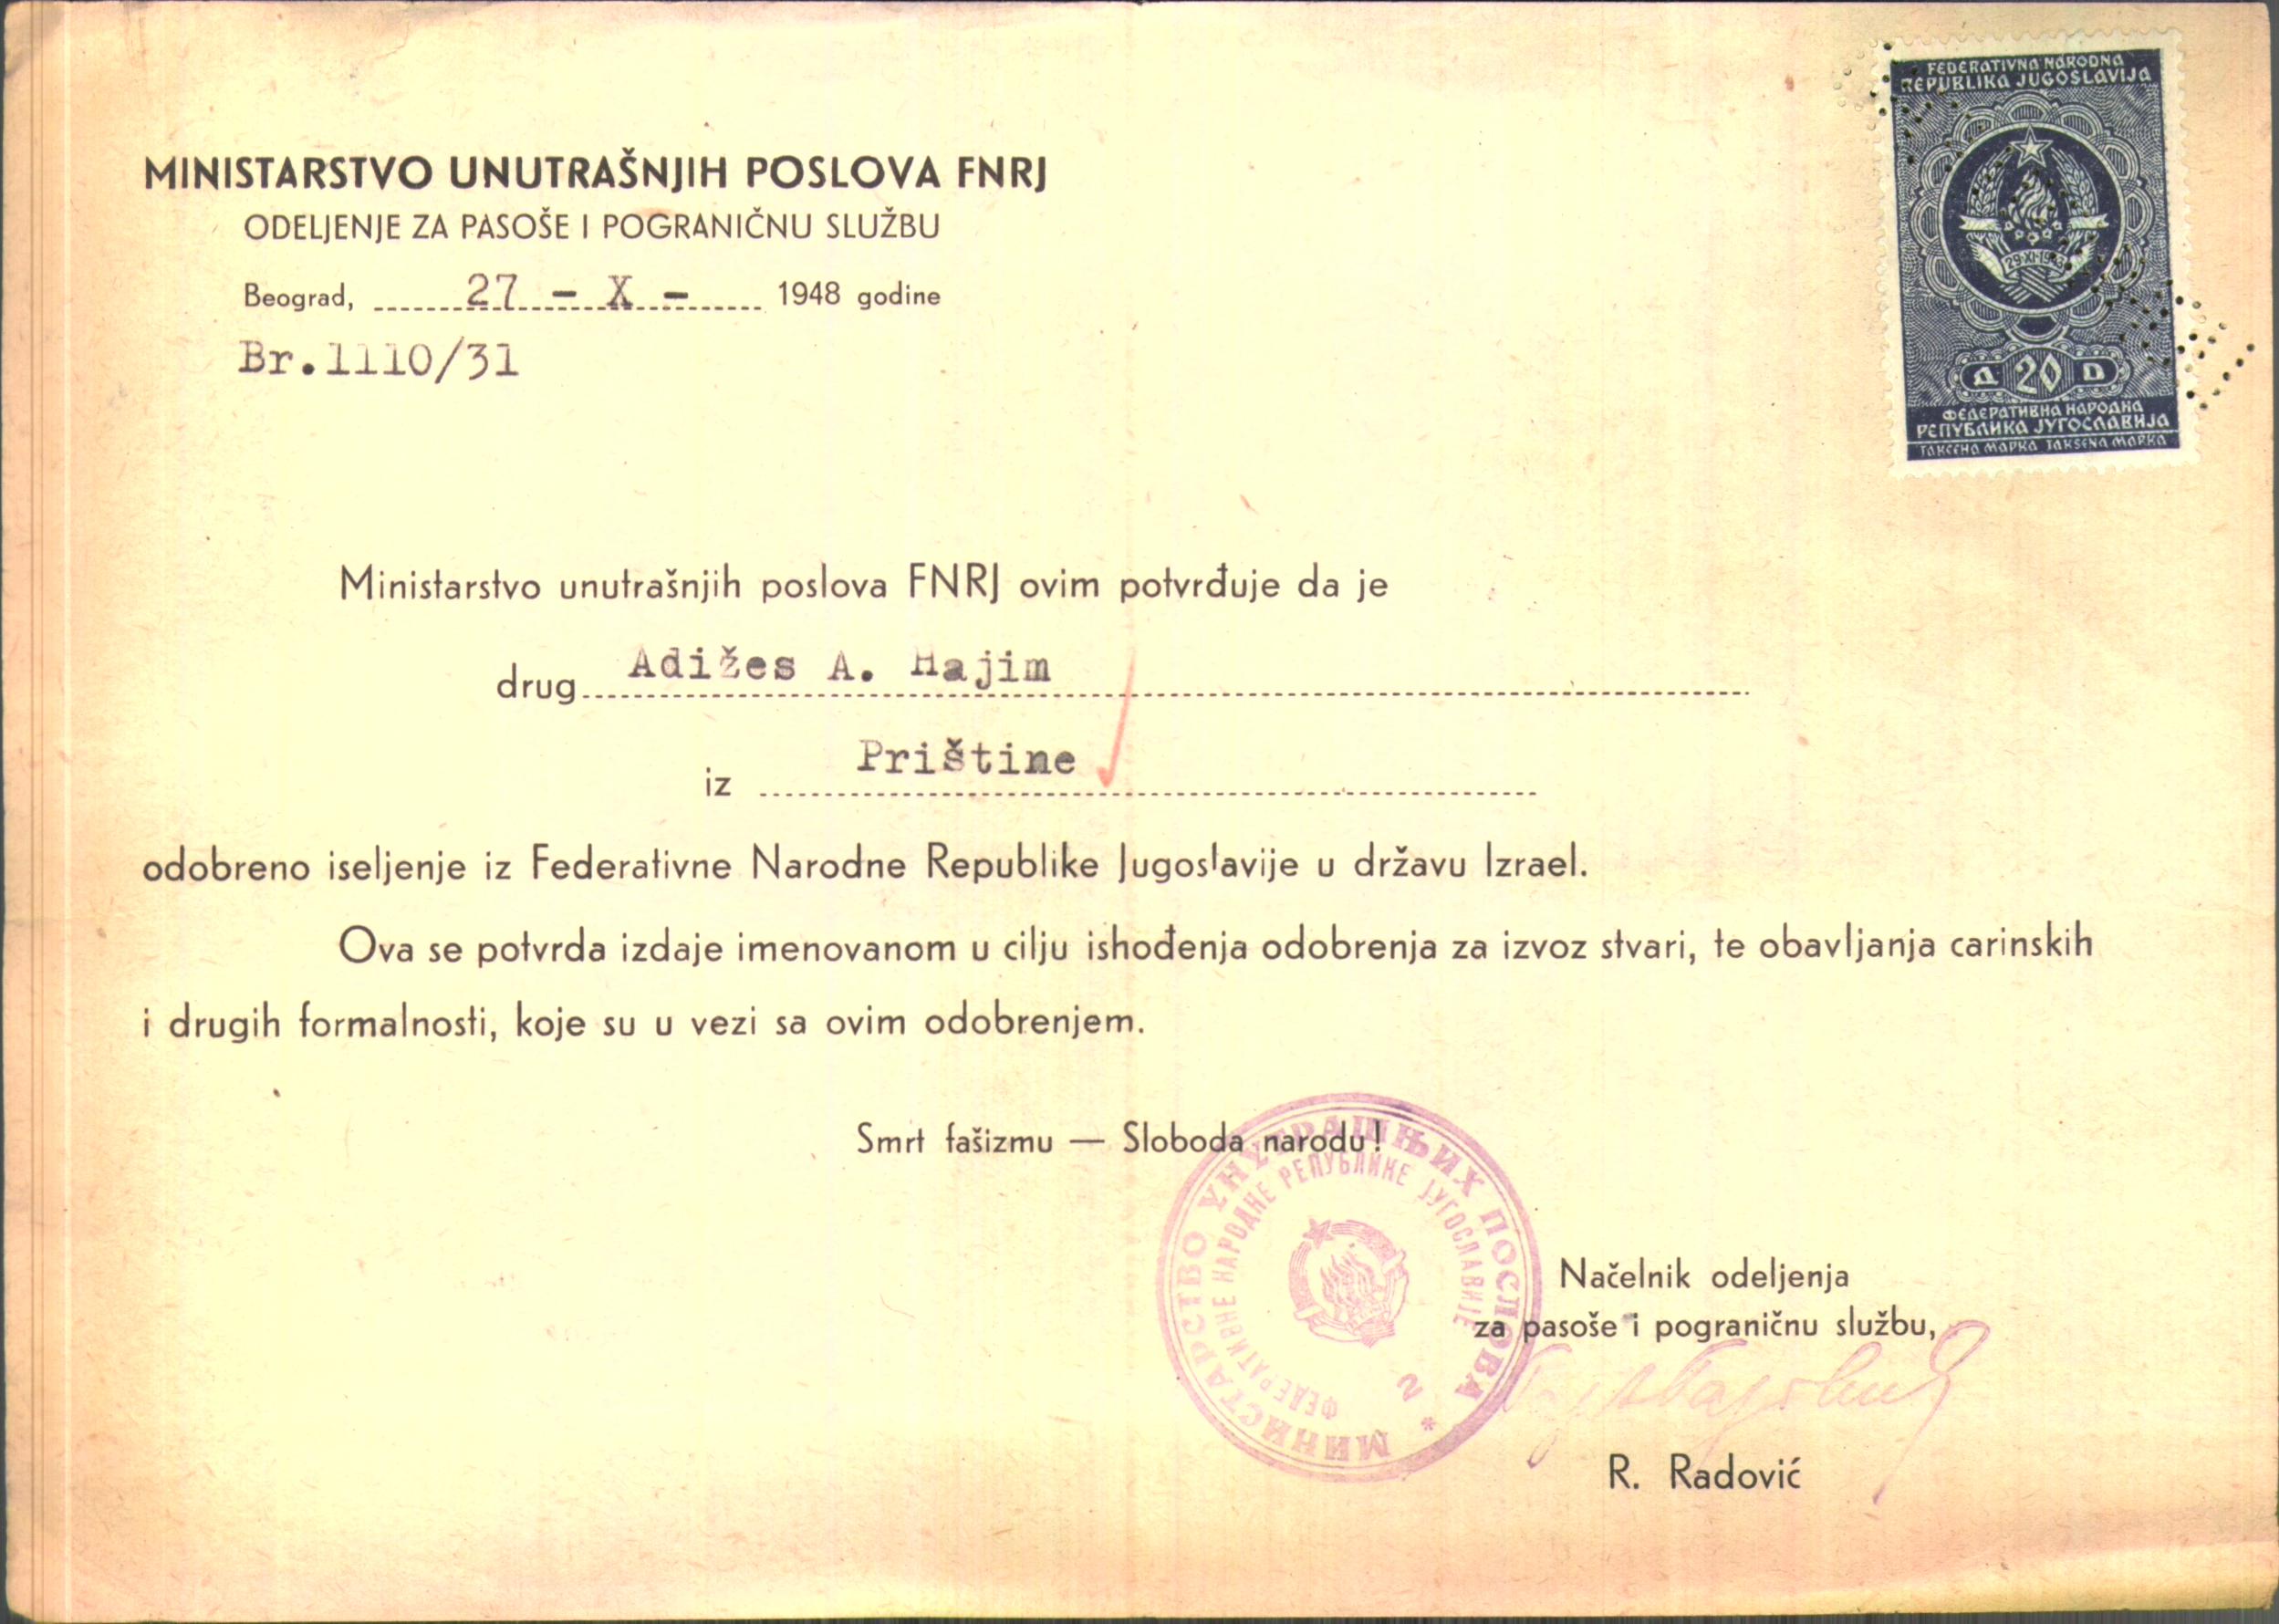 FEDERATIVNA NARODNA
REPUBLIKA JUGOSLAVIJA
29·XI·1943
Д 20 D
ФЕДЕРАТИВНА НАРОДНА
РЕПУБЛИКА ЈУГОСЛАВИЈА
ТАКСЕНА МАРКА TAKSENA MARKA
MINISTARSTVO UNUTRAŠNJIH POSLOVA FNRJ
ODELJENJE ZA PASOŠE I POGRANIČNU SLUŽBU
Beograd, 27 - X - 1948 godine
Br.1110/31
Ministarstvo unutrašnjih poslova FNRJ ovim potvrđuje da je
drug Adižes A. Hajim
iz Prištine
odobreno iseljenje iz Federativne Narodne Republike Jugoslavije u državu Izrael.
Ova se potvrda izdaje imenovanom u cilju ishođenja odobrenja za izvoz stvari, te obavljanja carinskih
i drugih formalnosti, koje su u vezi sa ovim odobrenjem.
Smrt fašizmu — Sloboda narodu!
МИНИСТАРСТВО УНУТРАШЊИХ ПОСЛОВА *
ФЕДЕРАТИВНЕ НАРОДНЕ РЕПУБЛИКЕ ЈУГОСЛАВИЈЕ
2
Načelnik odeljenja
za pasoše i pograničnu službu,
R. Radović